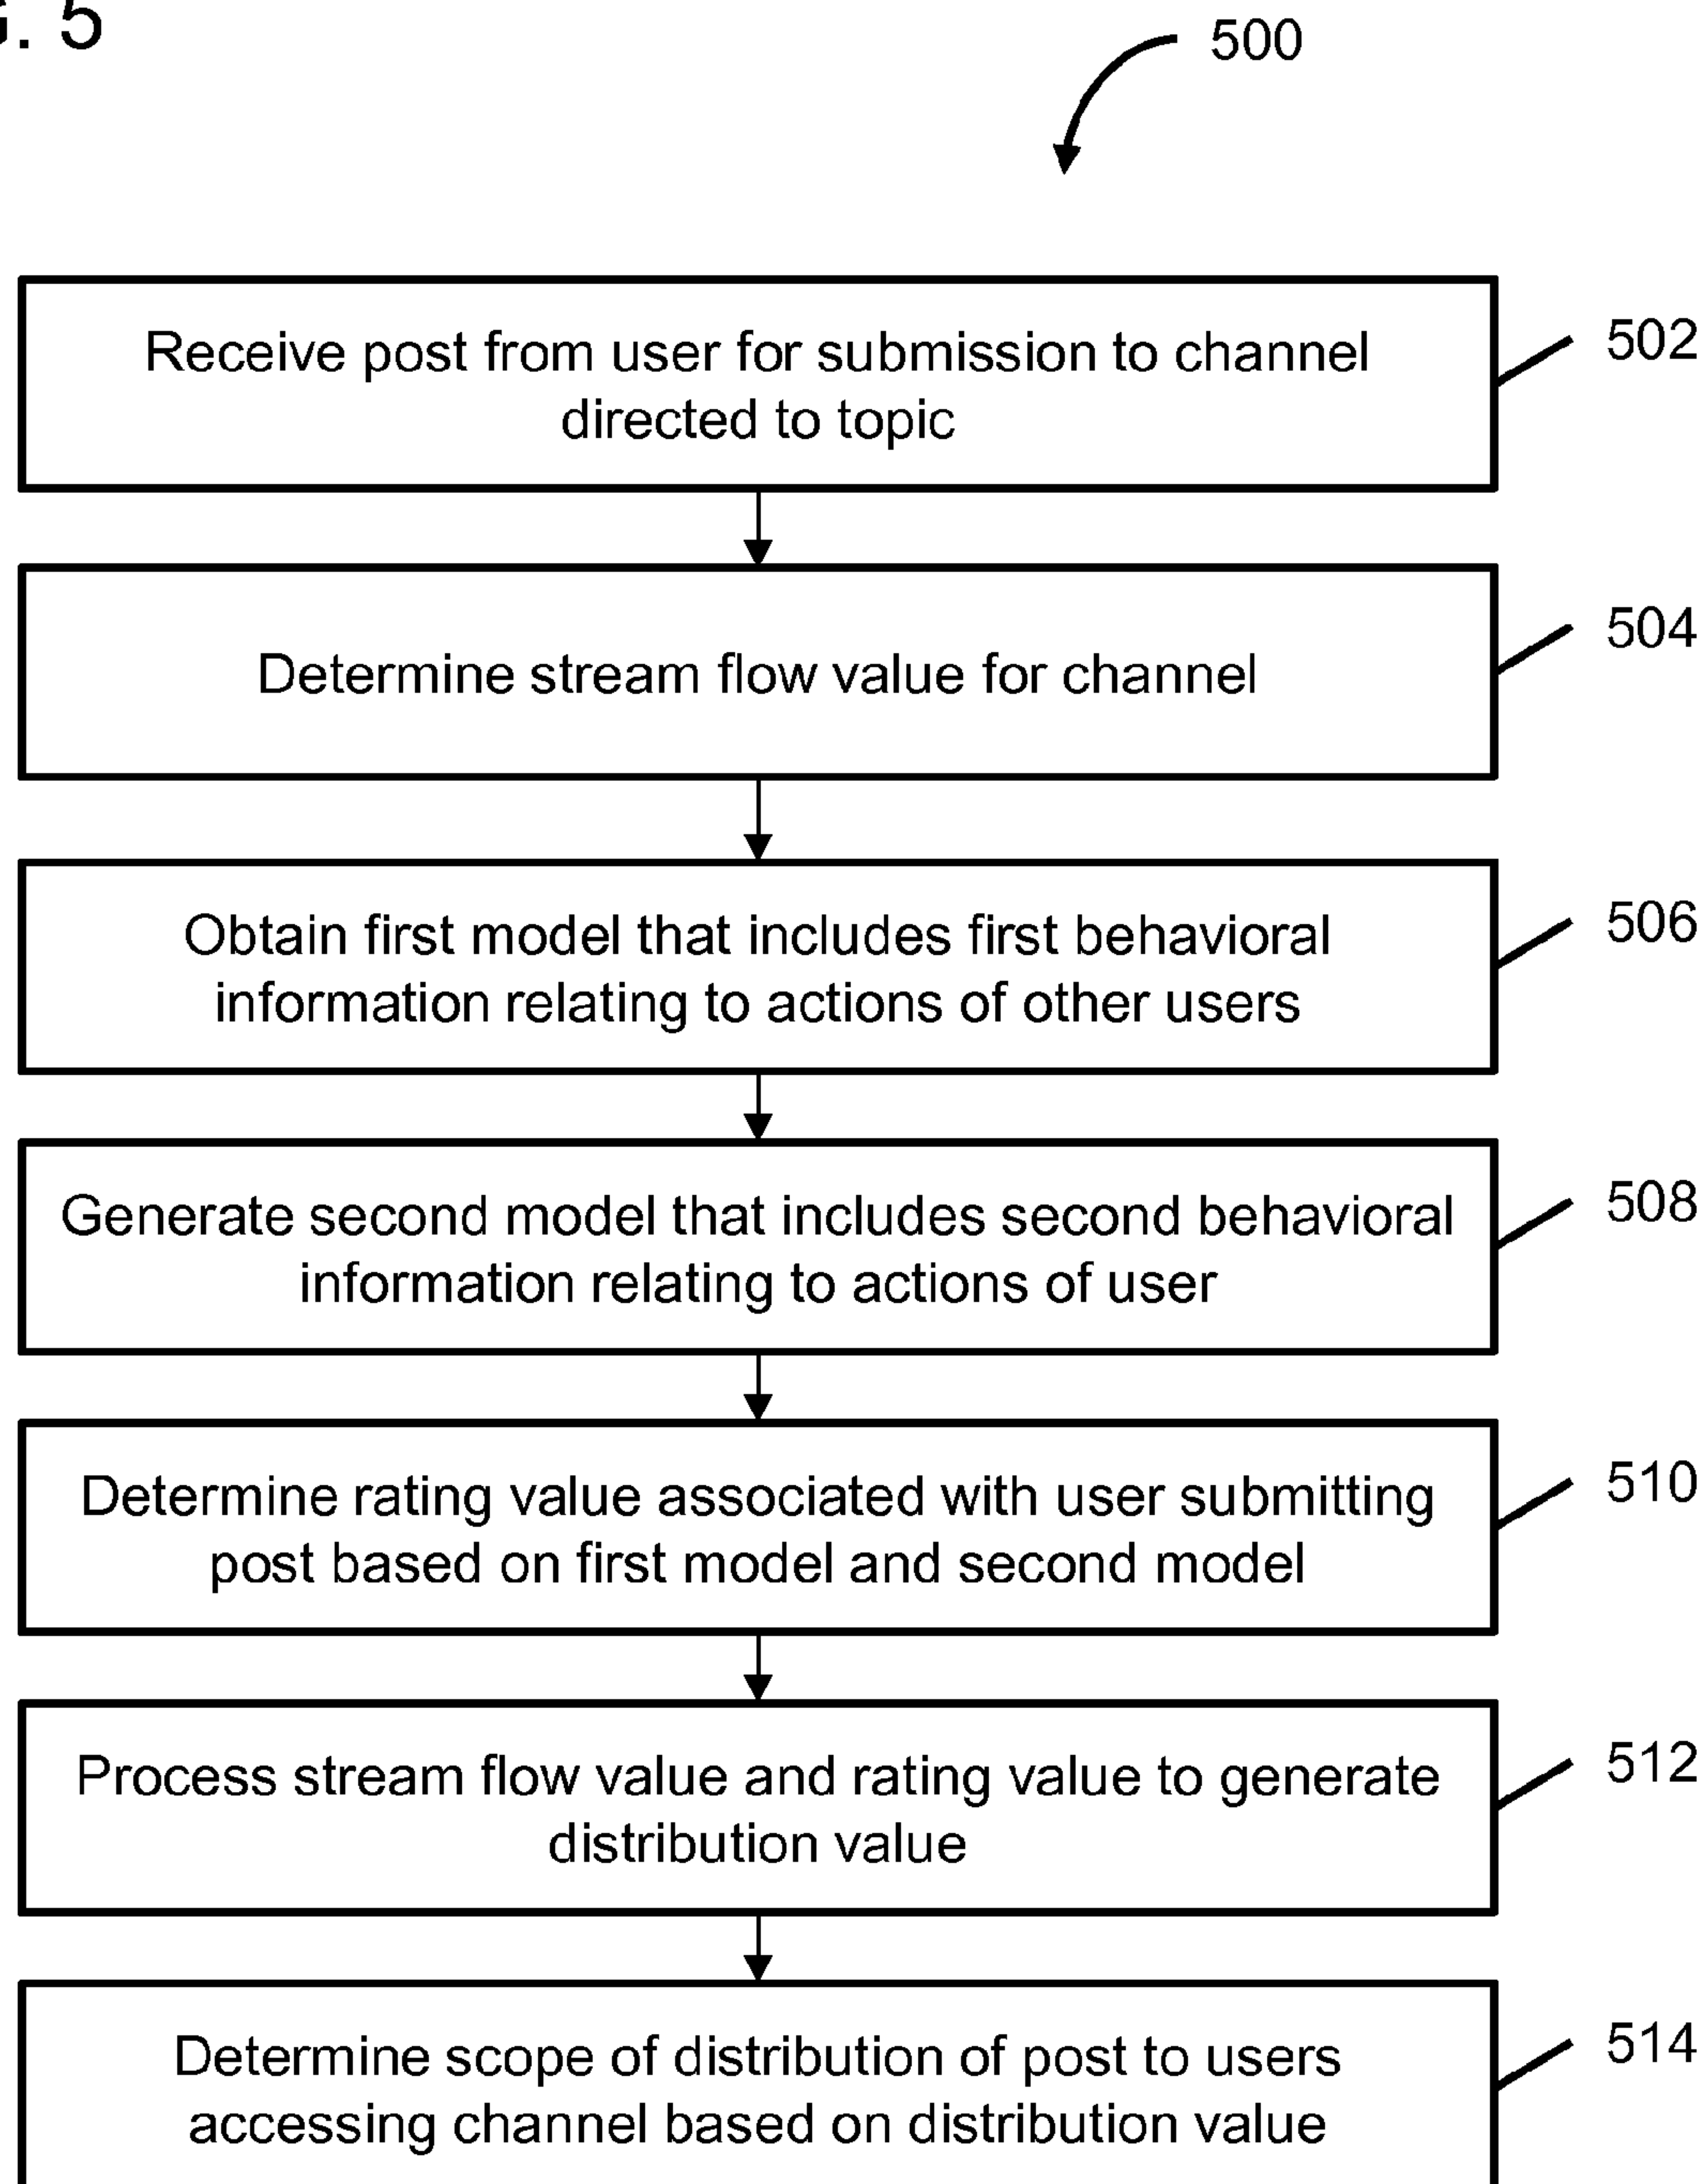 . 5
500
Receive post from user for submission to channel
directed to topic
502
Determine stream flow value for channel
504
Obtain first model that includes first behavioral
information relating to actions of other users
506
Generate second model that includes second behavioral
information relating to actions of user
508
Determine rating value associated with user submitting
post based on first model and second model
510
Process stream flow value and rating value to generate
distribution value
512
Determine scope of distribution of post to users
accessing channel based on distribution value
514